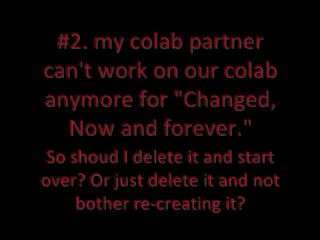 #2. my colab partner
can't work on our colab
anymore for "Changed,
Now and forever."
So shoud I delete it and start
over? Or just delete it and not
bother re-creating it?